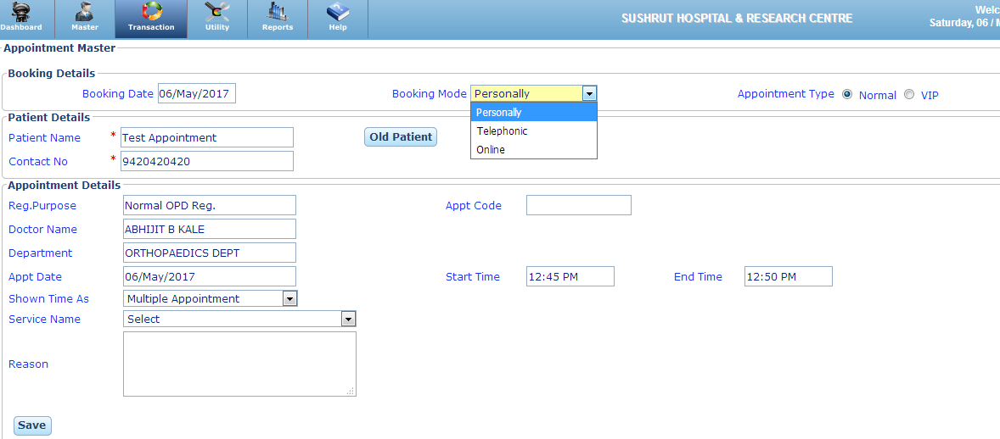 Dashboard Master Transaction Utility Reports Help
SUSHRUT HOSPITAL & RESEARCH CENTRE
Saturday, 06 /
Appointment Master
Booking Details
Booking Date 06/May/2017 Booking Mode Personally Appointment Type Normal VIP
Personally
Telephonic
Online
Patient Details
Patient Name * Test Appointment Old Patient
Contact No * 9420420420
Appointment Details
Reg.Purpose Normal OPD Reg. Appt Code
Doctor Name ABHIJIT B KALE
Department ORTHOPAEDICS DEPT
Appt Date 06/May/2017 Start Time 12:45 PM End Time 12:50 PM
Shown Time As Multiple Appointment
Service Name Select
Reason
Save